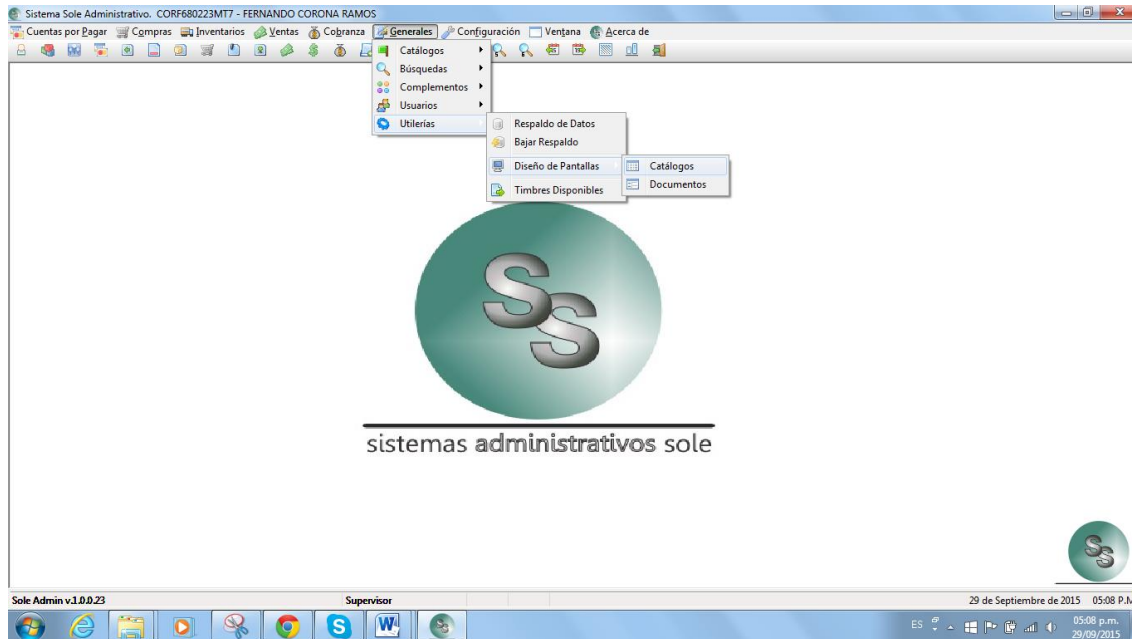 Sistema Sole Administrativo. CORF680223MT7 - FERNANDO CORONA RAMOS
Cuentas por Pagar Compras Inventarios Ventas Cobranza Generales Configuración Ventana Acerca de
Catálogos
Búsquedas
Complementos
Usuarios
Utilerías
Respaldo de Datos
Bajar Respaldo
Diseño de Pantallas
Timbres Disponibles
Catálogos
Documentos
SS
sistemas administrativos sole
SS
Sole Admin v.1.0.0.23 Supervisor 29 de Septiembre de 2015 05:08 P.M
ES 05:08 p.m.
29/09/2015